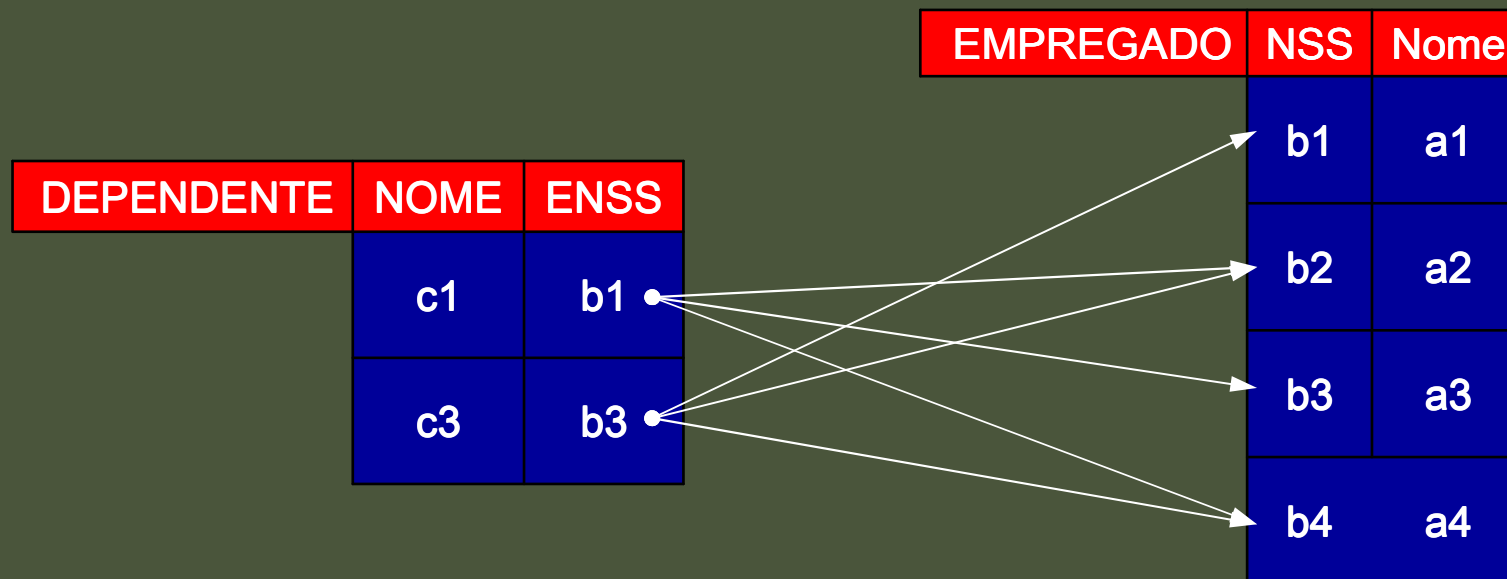 EMPREGADO NSS Nome
b1 a1
b2 a2
b3 a3
b4 a4
DEPENDENTE NOME ENSS
c1 b1
c3 b3